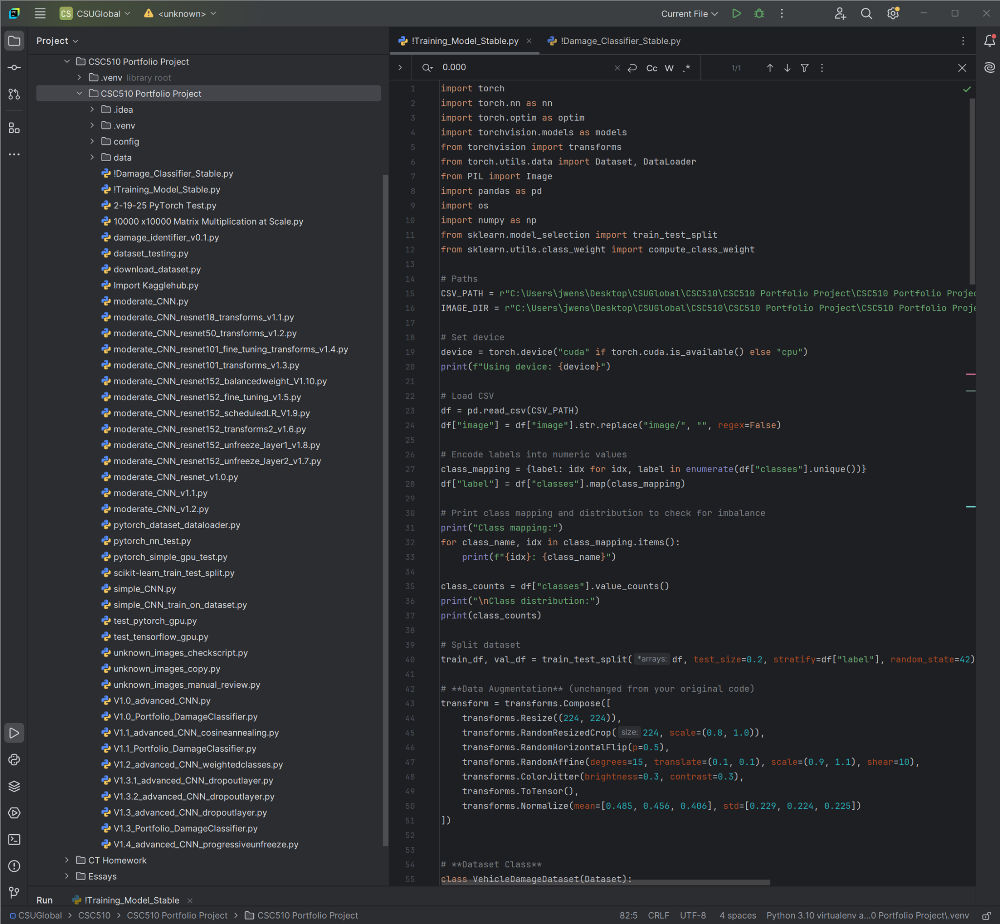 CS CSUGlobal <unknown> Current File
Project
!Training_Model_Stable.py
!Damage_Classifier_Stable.py
CSC510 Portfolio Project
.venv library root
CSC510 Portfolio Project
.idea
.venv
config
data
!Damage_Classifier_Stable.py
!Training_Model_Stable.py
2-19-25 PyTorch Test.py
10000 x10000 Matrix Multiplication at Scale.py
damage_identifier_v0.1.py
dataset_testing.py
download_dataset.py
Import Kagglehub.py
moderate_CNN.py
moderate_CNN_resnet18_transforms_v1.1.py
moderate_CNN_resnet50_transforms_v1.2.py
moderate_CNN_resnet101_fine_tuning_transforms_v1.4.py
moderate_CNN_resnet101_transforms_v1.3.py
moderate_CNN_resnet152_balancedweight_V1.10.py
moderate_CNN_resnet152_fine_tuning_v1.5.py
moderate_CNN_resnet152_scheduledLR_V1.9.py
moderate_CNN_resnet152_transforms2_v1.6.py
moderate_CNN_resnet152_unfreeze_layer1_v1.8.py
moderate_CNN_resnet152_unfreeze_layer2_v1.7.py
moderate_CNN_resnet_v1.0.py
moderate_CNN_v1.1.py
moderate_CNN_v1.2.py
pytorch_dataset_dataloader.py
pytorch_nn_test.py
pytorch_simple_gpu_test.py
scikit-learn_train_test_split.py
simple_CNN.py
simple_CNN_train_on_dataset.py
test_pytorch_gpu.py
test_tensorflow_gpu.py
unknown_images_checkscript.py
unknown_images_copy.py
unknown_images_manual_review.py
V1.0_advanced_CNN.py
V1.0_Portfolio_DamageClassifier.py
V1.1_advanced_CNN_cosineannealing.py
V1.1_Portfolio_DamageClassifier.py
V1.2_advanced_CNN_weightedclasses.py
V1.3.1_advanced_CNN_dropoutlayer.py
V1.3.2_advanced_CNN_dropoutlayer.py
V1.3_advanced_CNN_dropoutlayer.py
V1.3_Portfolio_DamageClassifier.py
V1.4_advanced_CNN_progressiveunfreeze.py
CT Homework
Essays
0.000 Cc W .* 1/1
1 import torch
2 import torch.nn as nn
3 import torch.optim as optim
4 import torchvision.models as models
5 from torchvision import transforms
6 from torch.utils.data import Dataset, DataLoader
7 from PIL import Image
8 import pandas as pd
9 import os
10 import numpy as np
11 from sklearn.model_selection import train_test_split
12 from sklearn.utils.class_weight import compute_class_weight
13
14 # Paths
15 CSV_PATH = r"C:\Users\jwens\Desktop\CSUGlobal\CSC510\CSC510 Portfolio Project\CSC510 Portfolio Projec
16 IMAGE_DIR = r"C:\Users\jwens\Desktop\CSUGlobal\CSC510\CSC510 Portfolio Project\CSC510 Portfolio Proje
17
18 # Set device
19 device = torch.device("cuda" if torch.cuda.is_available() else "cpu")
20 print(f"Using device: {device}")
21
22 # Load CSV
23 df = pd.read_csv(CSV_PATH)
24 df["image"] = df["image"].str.replace("image/", "", regex=False)
25
26 # Encode labels into numeric values
27 class_mapping = {label: idx for idx, label in enumerate(df["classes"].unique())}
28 df["label"] = df["classes"].map(class_mapping)
29
30 # Print class mapping and distribution to check for imbalance
31 print("Class mapping:")
32 for class_name, idx in class_mapping.items():
33 print(f"{idx}: {class_name}")
34
35 class_counts = df["classes"].value_counts()
36 print("\nClass distribution:")
37 print(class_counts)
38
39 # Split dataset
40 train_df, val_df = train_test_split( *arrays: df, test_size=0.2, stratify=df["label"], random_state=42)
41
42 # **Data Augmentation** (unchanged from your original code)
43 transform = transforms.Compose([
44 transforms.Resize((224, 224)),
45 transforms.RandomResizedCrop( size: 224, scale=(0.8, 1.0)),
46 transforms.RandomHorizontalFlip(p=0.5),
47 transforms.RandomAffine(degrees=15, translate=(0.1, 0.1), scale=(0.9, 1.1), shear=10),
48 transforms.ColorJitter(brightness=0.3, contrast=0.3),
49 transforms.ToTensor(),
50 transforms.Normalize(mean=[0.485, 0.456, 0.406], std=[0.229, 0.224, 0.225])
51 ])
52
53
54 # **Dataset Class**
55 class VehicleDamageDataset(Dataset):
Run !Training_Model_Stable
CSUGlobal > CSC510 > CSC510 Portfolio Project > CSC510 Portfolio Project 82:5 CRLF UTF-8 4 spaces Python 3.10 virtualenv a...0 Portfolio Project\.venv